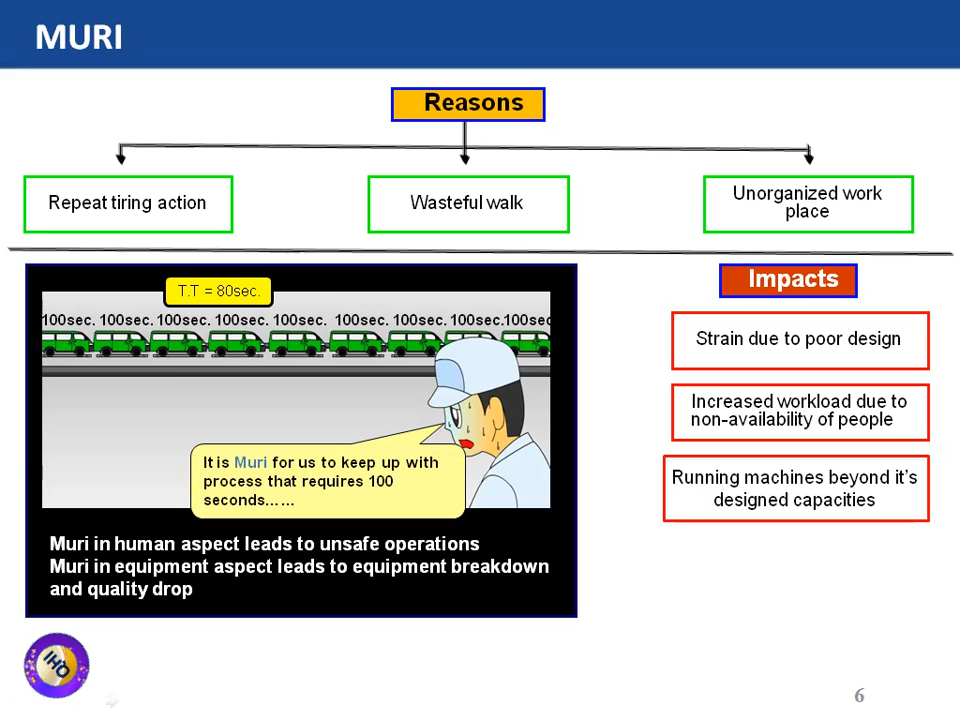 MURI
Reasons
Repeat tiring action
Wasteful walk
Unorganized work
place
T.T = 80sec.
100sec. 100sec. 100sec. 100sec. 100sec. 100sec. 100sec. 100sec. 100sec
It is Muri for us to keep up with
process that requires 100
seconds……
Muri in human aspect leads to unsafe operations
Muri in equipment aspect leads to equipment breakdown
and quality drop
Impacts
Strain due to poor design
Increased workload due to
non-availability of people
Running machines beyond it’s
designed capacities
IHO
6